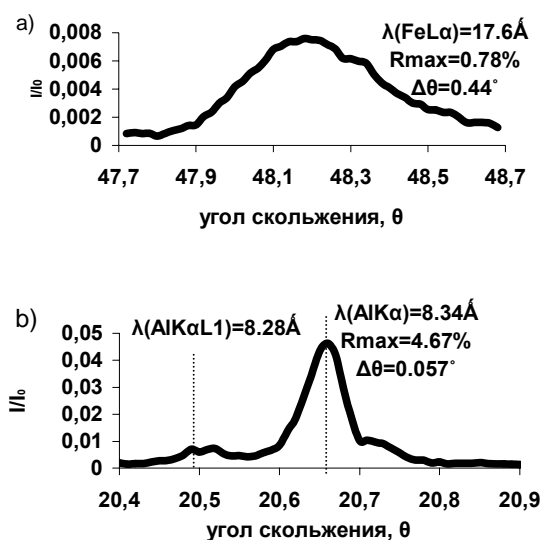 a)
λ(FeLα)=17.6Ǻ
Rmax=0.78%
Δθ=0.44˚
I/I₀
0,008
0,006
0,004
0,002
0
47,7 47,9 48,1 48,3 48,5 48,7
угол скольжения, θ
b)
λ(AlKαL1)=8.28Ǻ
λ(AlKα)=8.34Ǻ
Rmax=4.67%
Δθ=0.057˚
I/I₀
0,05
0,04
0,03
0,02
0,01
0
20,4 20,5 20,6 20,7 20,8 20,9
угол скольжения, θ